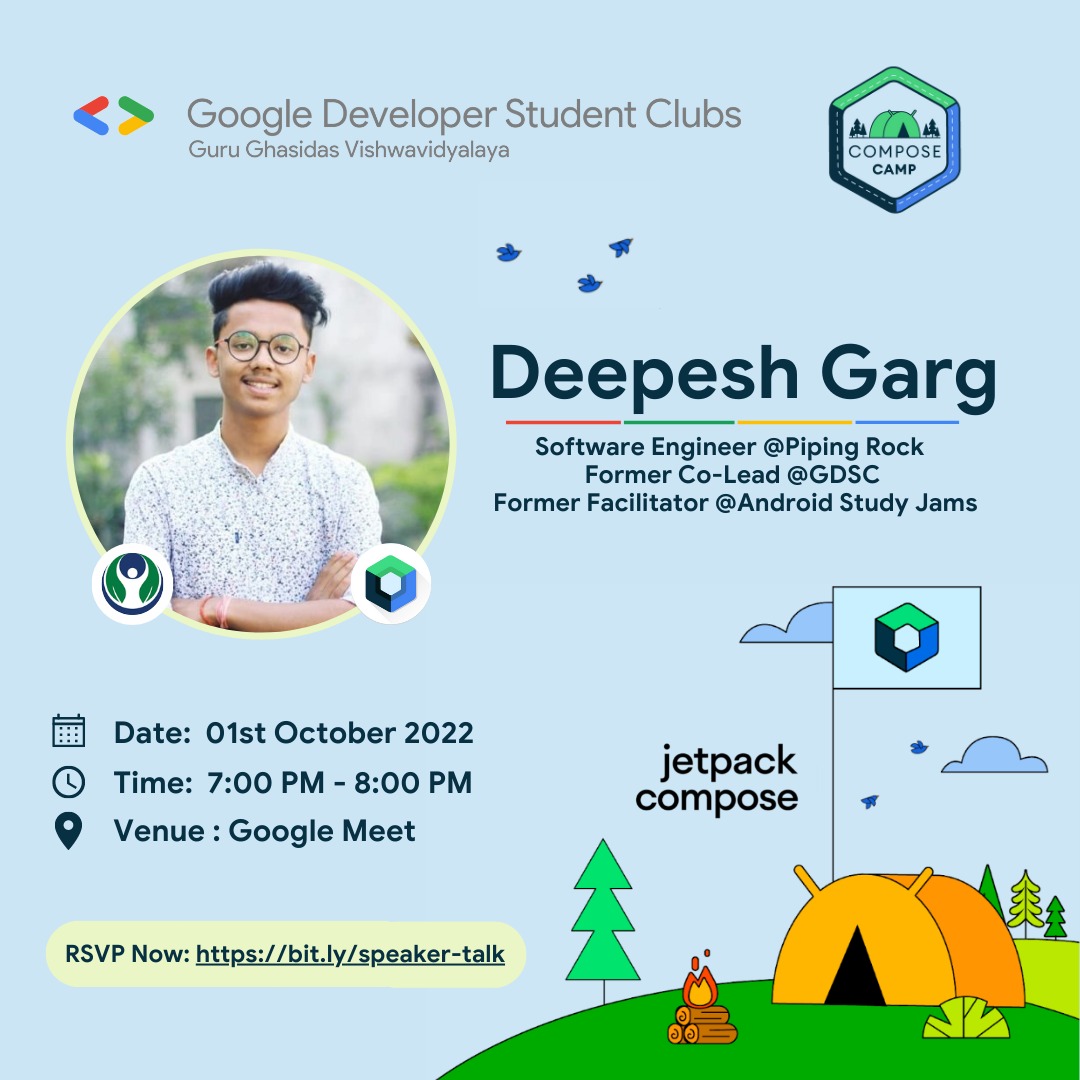 Google Developer Student Clubs
Guru Ghasidas Vishwavidyalaya
COMPOSE
CAMP
Deepesh Garg
Software Engineer @Piping Rock
Former Co-Lead @GDSC
Former Facilitator @Android Study Jams
Date: 01st October 2022
Time: 7:00 PM - 8:00 PM
Venue : Google Meet
jetpack
compose
RSVP Now: https://bit.ly/speaker-talk